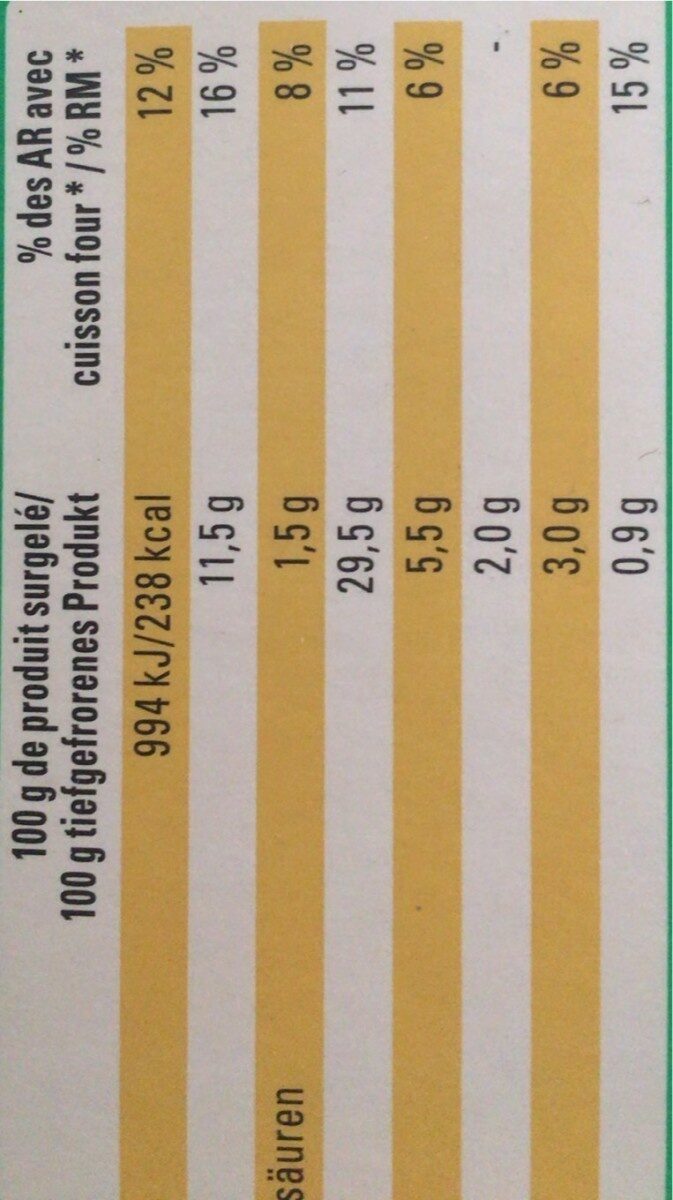 100 g de produit surgelé/ % des AR avec
100 g tiefgefrorenes Produkt cuisson four * / % RM *
994 kJ/238 kcal 12 %
11,5 g 16 %
säuren 1,5 g 8 %
29,5 g 11 %
5,5 g 6 %
2,0 g -
3,0 g 6 %
0,9 g 15 %